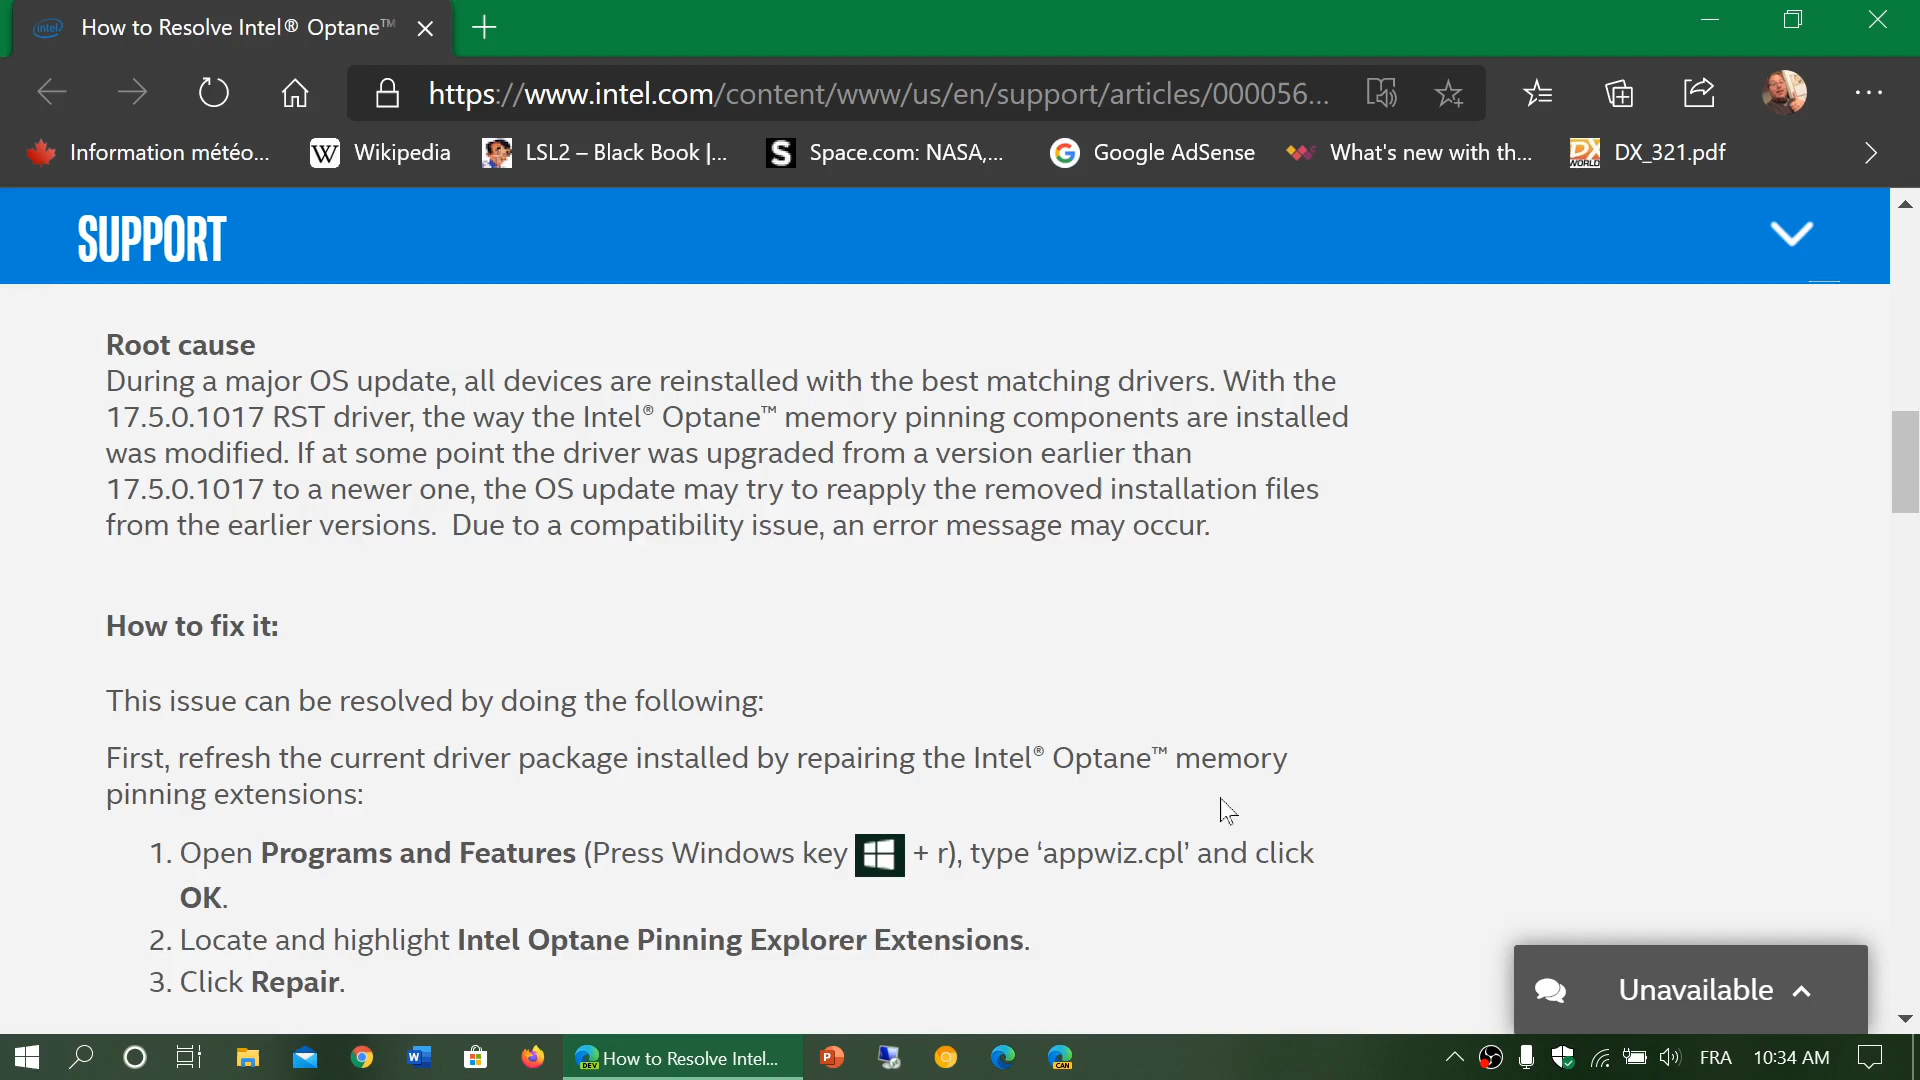 intel
How to Resolve Intel® Optane™
https://www.intel.com/content/www/us/en/support/articles/000056...
Information météo...
W Wikipedia
LSL2 – Black Book |...
S Space.com: NASA,...
G Google AdSense
What's new with th...
DX WORLD DX_321.pdf
SUPPORT
Root cause
During a major OS update, all devices are reinstalled with the best matching drivers. With the
17.5.0.1017 RST driver, the way the Intel® Optane™ memory pinning components are installed
was modified. If at some point the driver was upgraded from a version earlier than
17.5.0.1017 to a newer one, the OS update may try to reapply the removed installation files
from the earlier versions.  Due to a compatibility issue, an error message may occur.
How to fix it:
This issue can be resolved by doing the following:
First, refresh the current driver package installed by repairing the Intel® Optane™ memory
pinning extensions:
1. Open Programs and Features (Press Windows key + r), type ‘appwiz.cpl’ and click
OK.
2. Locate and highlight Intel Optane Pinning Explorer Extensions.
3. Click Repair.
Unavailable
W
DEV How to Resolve Intel...
P
CAN
FRA
10:34 AM